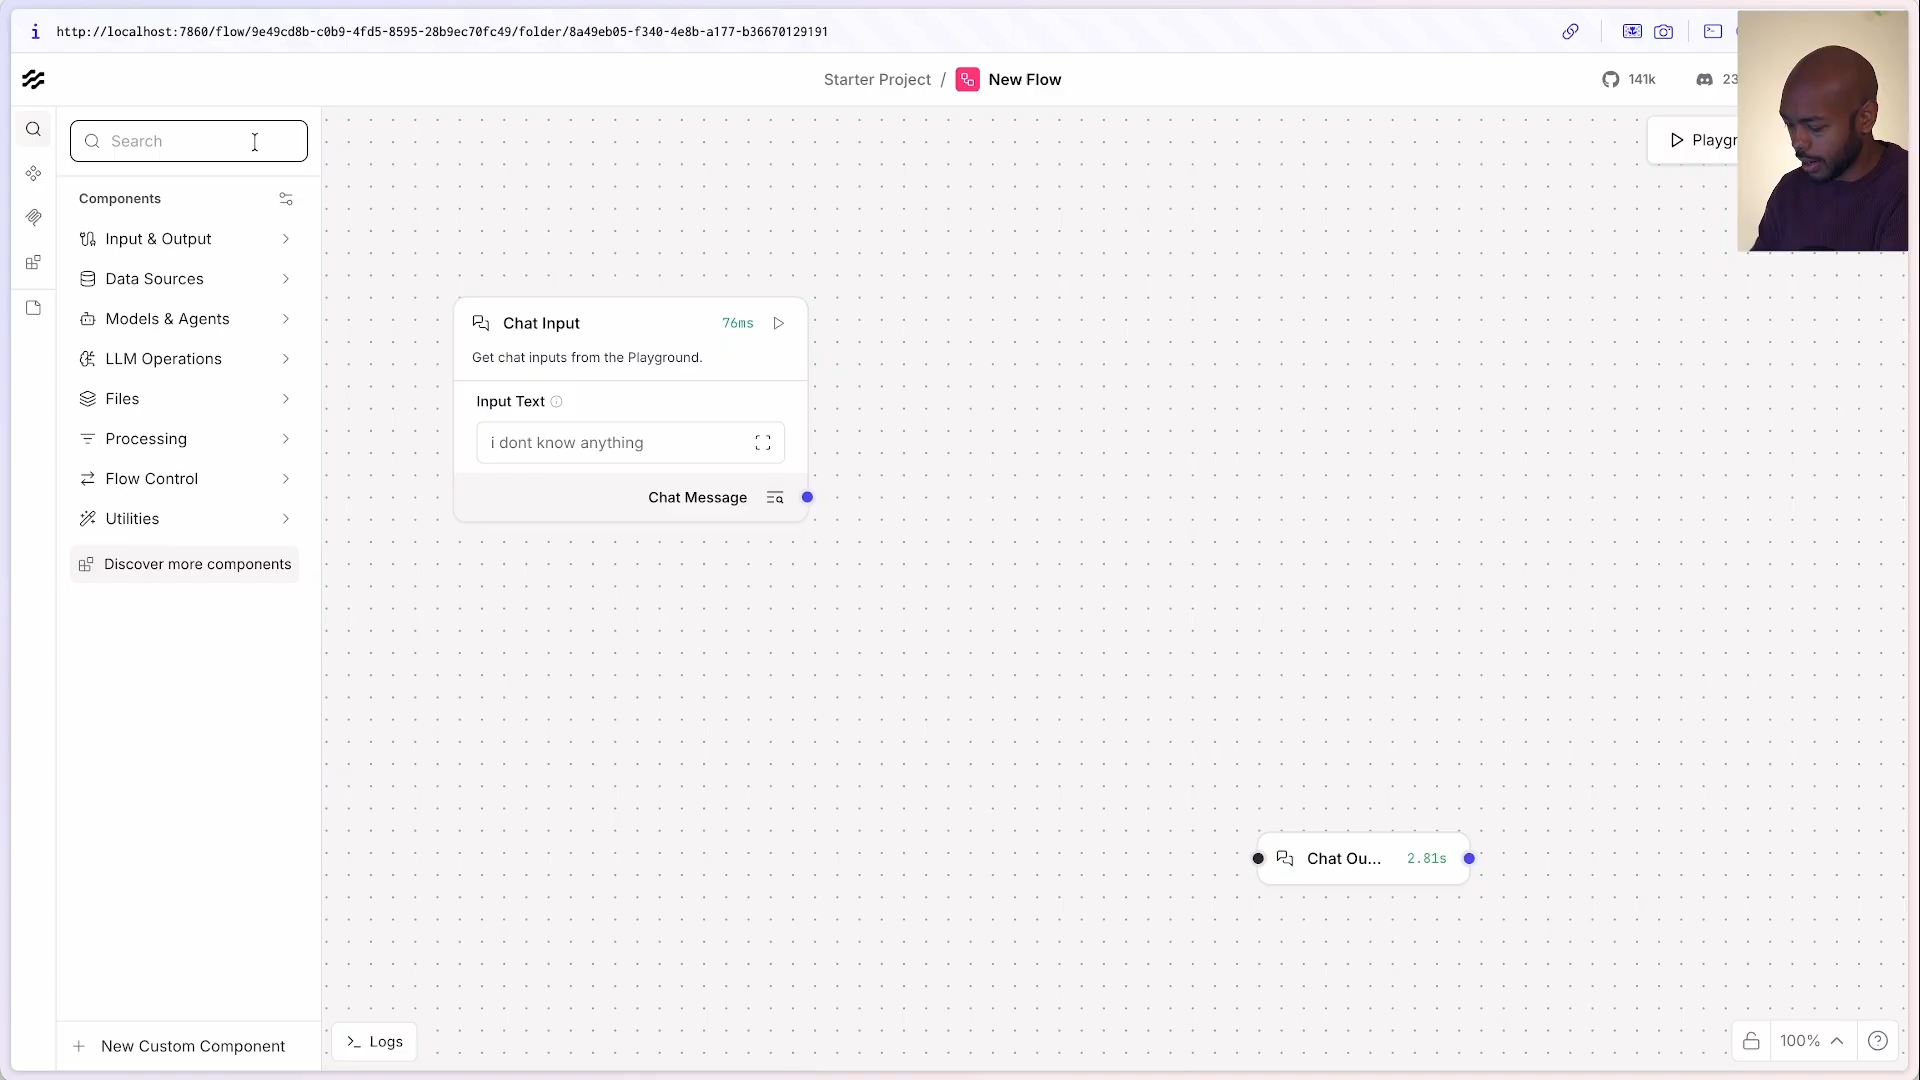 http://localhost:7860/flow/9e49cd8b-c0b9-4fd5-8595-28b9ec70fc49/folder/8a49eb05-f340-4e8b-a177-b36670129191
Starter Project / New Flow
141k
23
Search
Playgr
Components
Input & Output
Data Sources
Models & Agents
LLM Operations
Files
Processing
Flow Control
Utilities
Discover more components
Chat Input 76ms
Get chat inputs from the Playground.
Input Text
i dont know anything
Chat Message
Chat Ou... 2.81s
New Custom Component
>_ Logs
100%